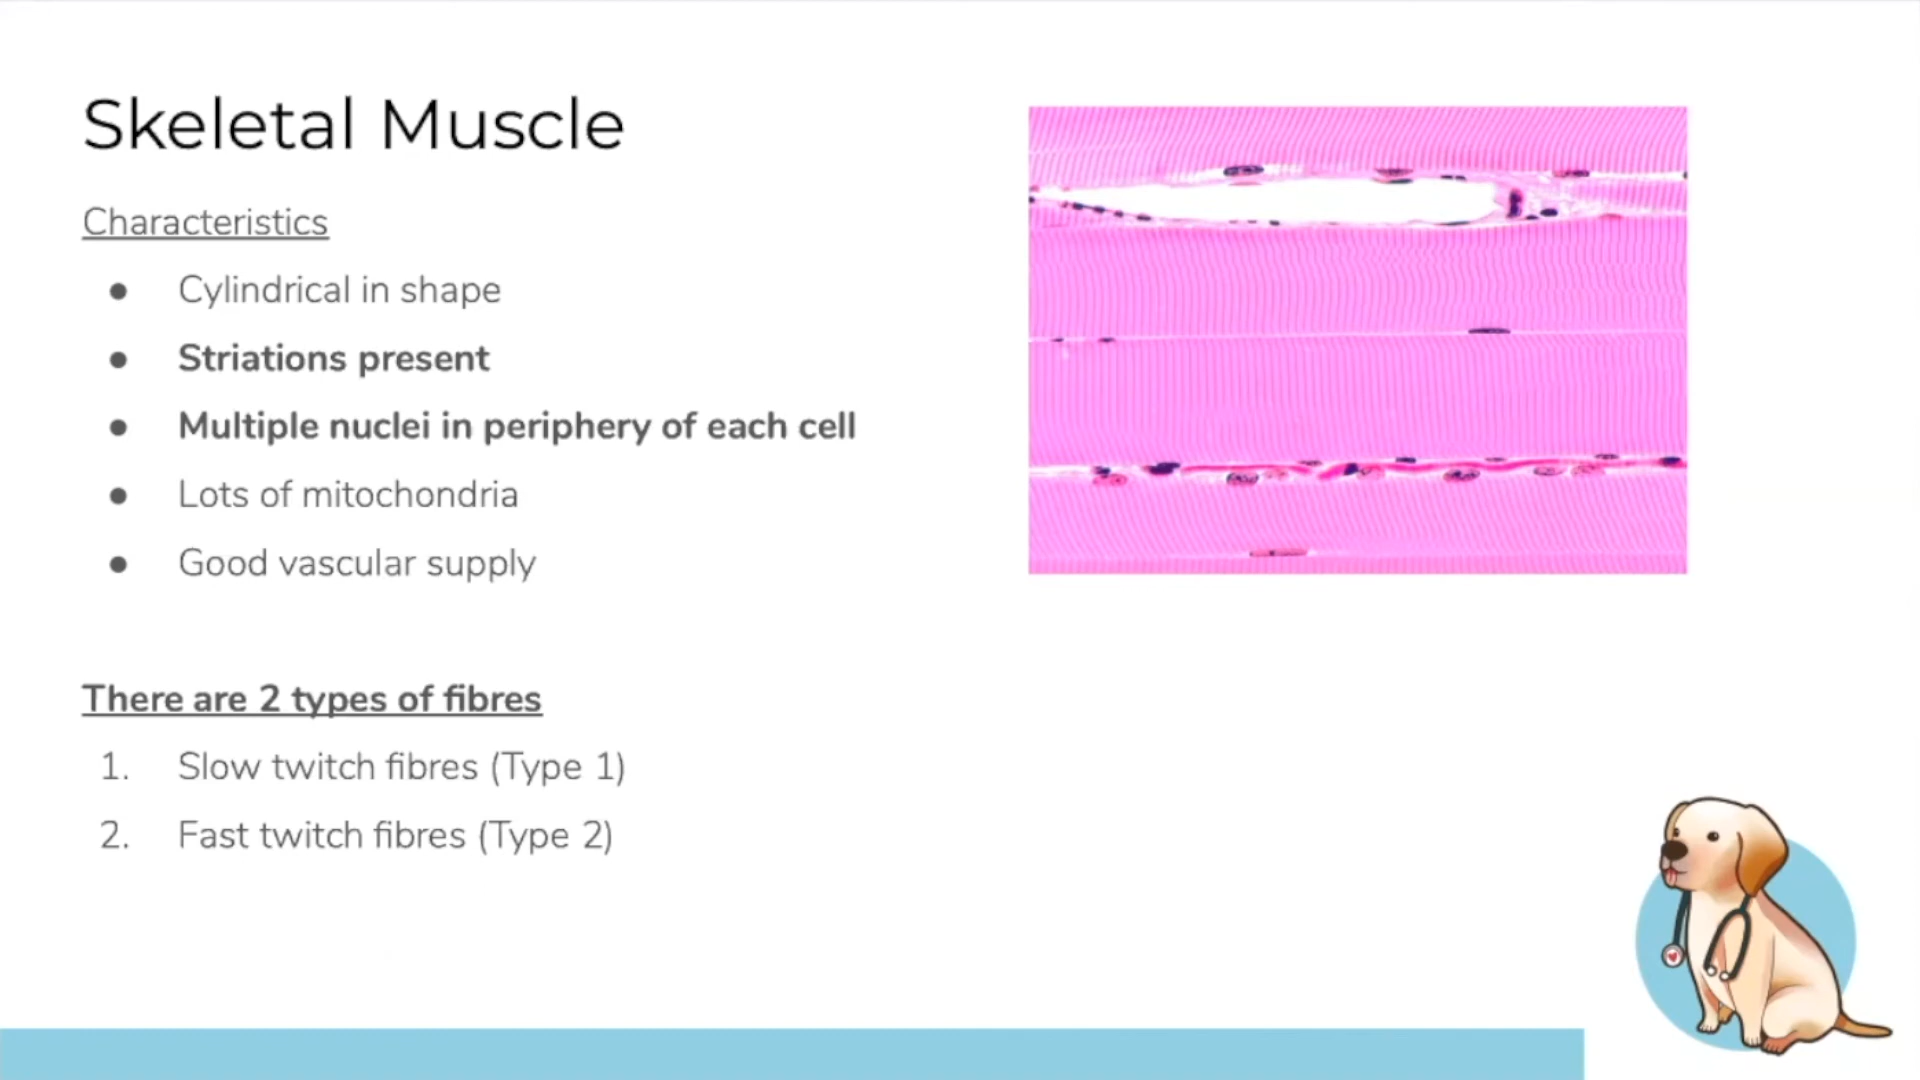 Skeletal Muscle
Characteristics
● Cylindrical in shape
● Striations present
● Multiple nuclei in periphery of each cell
● Lots of mitochondria
● Good vascular supply
There are 2 types of fibres
1. Slow twitch fibres (Type 1)
2. Fast twitch fibres (Type 2)